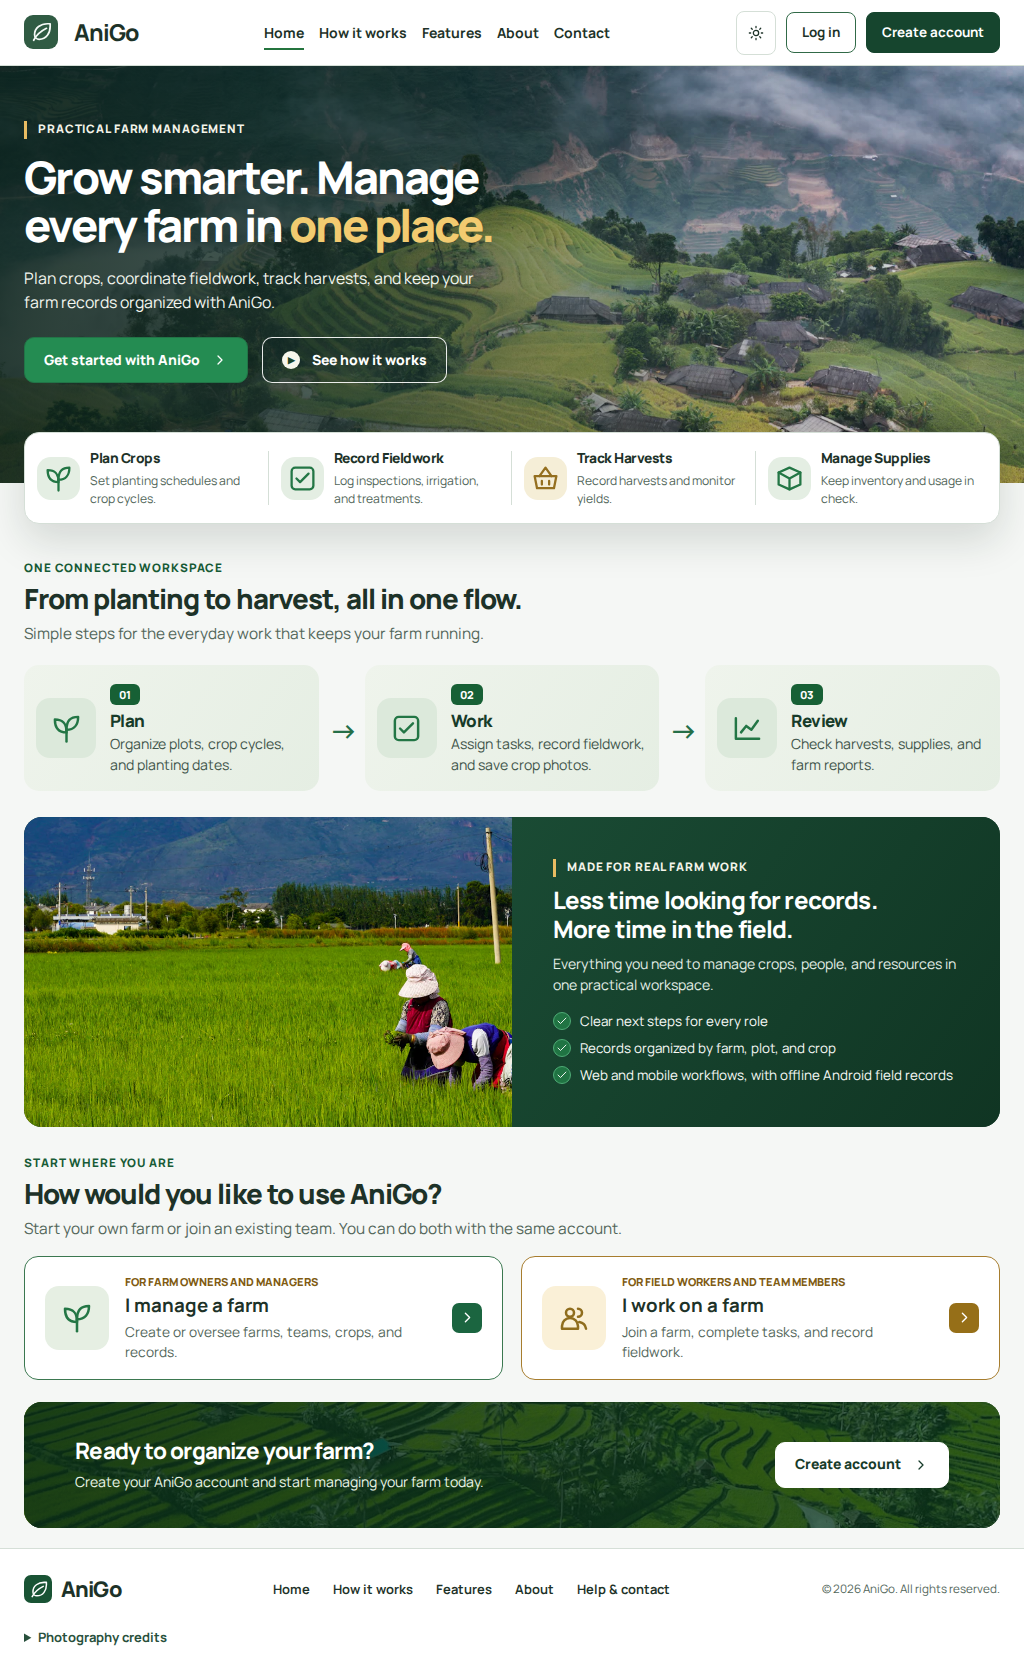 AniGo
Home How it works Features About Contact
Log in
Create account
PRACTICAL FARM MANAGEMENT
Grow smarter. Manage
every farm in one place.
Plan crops, coordinate fieldwork, track harvests, and keep your
farm records organized with AniGo.
Get started with AniGo
See how it works
Plan Crops
Set planting schedules and
crop cycles.
Record Fieldwork
Log inspections, irrigation,
and treatments.
Track Harvests
Record harvests and monitor
yields.
Manage Supplies
Keep inventory and usage in
check.
ONE CONNECTED WORKSPACE
From planting to harvest, all in one flow.
Simple steps for the everyday work that keeps your farm running.
01
Plan
Organize plots, crop cycles,
and planting dates.
02
Work
Assign tasks, record fieldwork,
and save crop photos.
03
Review
Check harvests, supplies, and
farm reports.
MADE FOR REAL FARM WORK
Less time looking for records.
More time in the field.
Everything you need to manage crops, people, and resources in
one practical workspace.
Clear next steps for every role
Records organized by farm, plot, and crop
Web and mobile workflows, with offline Android field records
START WHERE YOU ARE
How would you like to use AniGo?
Start your own farm or join an existing team. You can do both with the same account.
FOR FARM OWNERS AND MANAGERS
I manage a farm
Create or oversee farms, teams, crops, and
records.
FOR FIELD WORKERS AND TEAM MEMBERS
I work on a farm
Join a farm, complete tasks, and record
fieldwork.
Ready to organize your farm?
Create your AniGo account and start managing your farm today.
Create account
AniGo
Home How it works Features About Help & contact
© 2026 AniGo. All rights reserved.
Photography credits